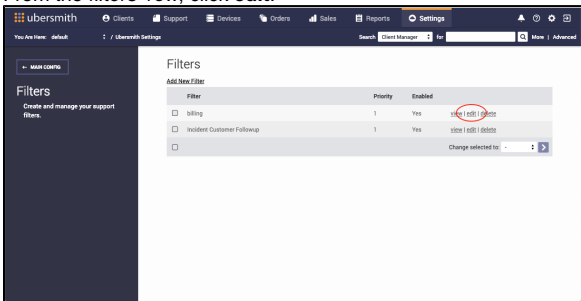 From the filters row, click edit.
ubersmith Clients Support Devices Orders Sales Reports Settings
You Are Here: default / Ubersmith Settings Search Client Manager for More | Advanced
← MAIN CONFIG
Filters
Create and manage your support
filters.
Filters
Add New Filter
Filter Priority Enabled
billing 1 Yes view | edit | delete
Incident Customer Followup 1 Yes view | edit | delete
Change selected to: -